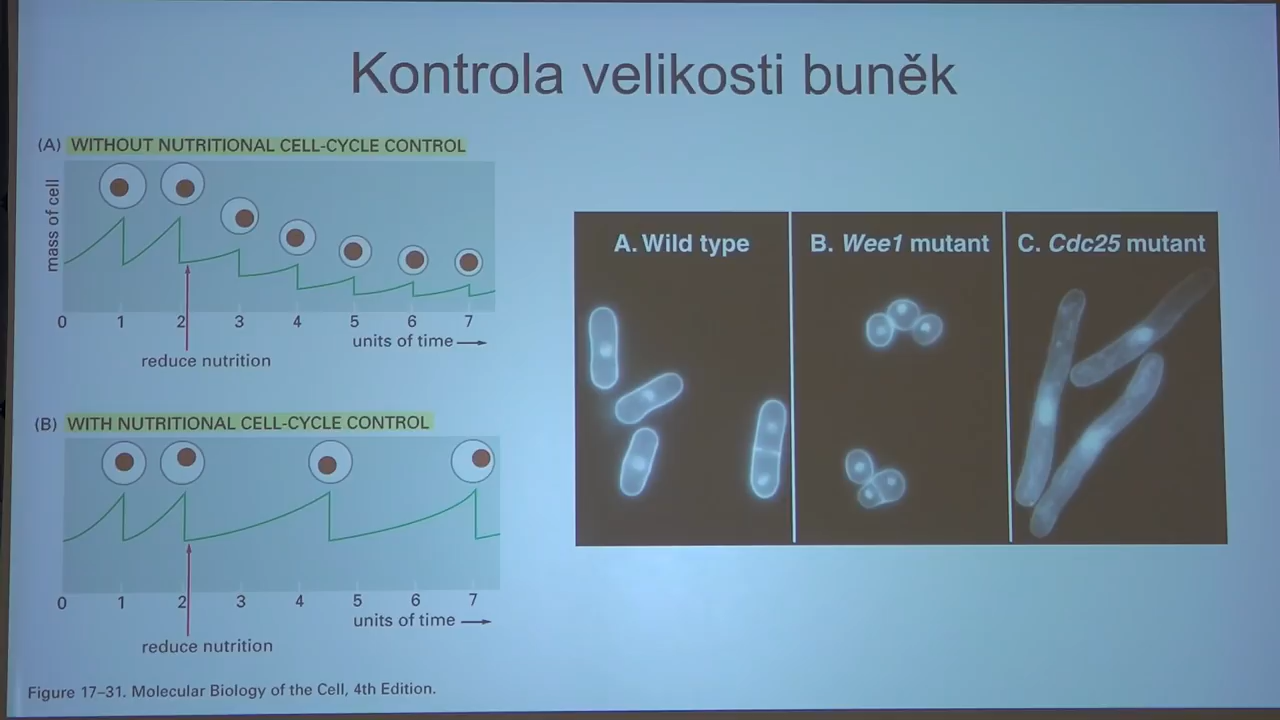 Kontrola velikosti buněk
(A) WITHOUT NUTRITIONAL CELL-CYCLE CONTROL
mass of cell
0 1 2 3 4 5 6 7
units of time
reduce nutrition
(B) WITH NUTRITIONAL CELL-CYCLE CONTROL
0 1 2 3 4 5 6 7
units of time
reduce nutrition
Figure 17–31. Molecular Biology of the Cell, 4th Edition.
A. Wild type
B. Wee1 mutant
C. Cdc25 mutant